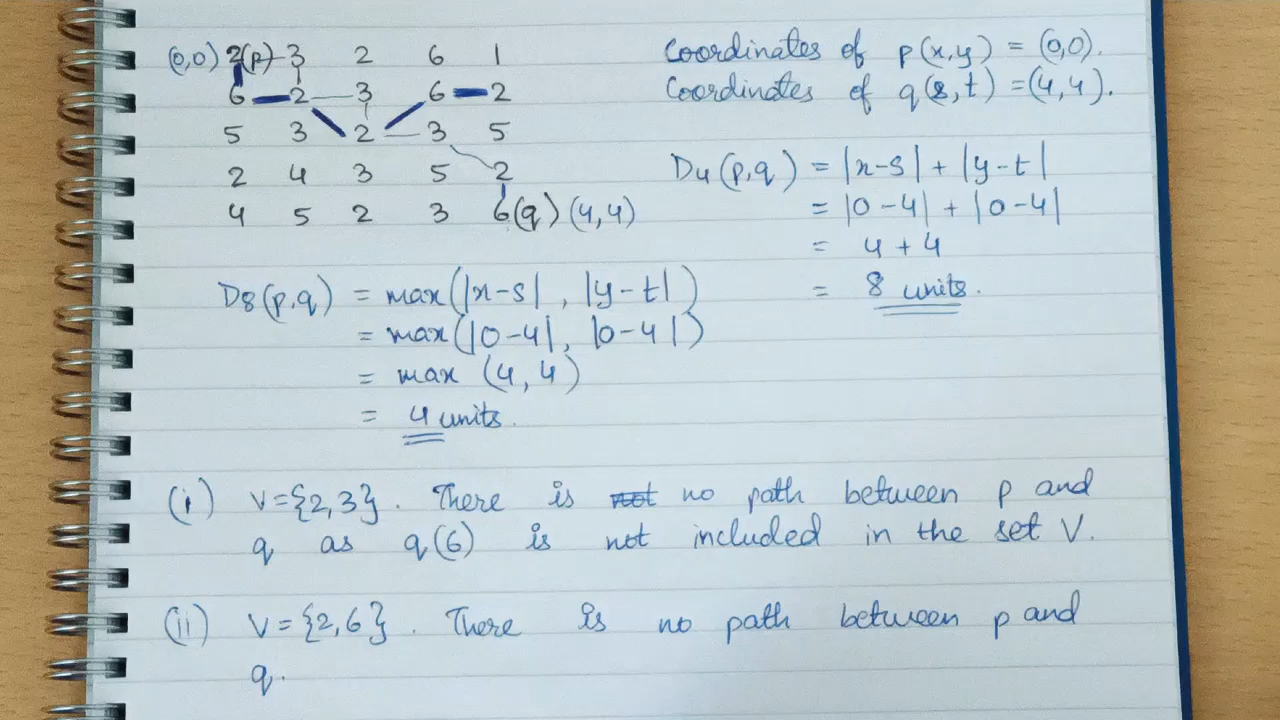 (0,0) 2(p) 3 2 6 1
6 2 3 6 2
5 3 2 3 5
2 4 3 5 2
4 5 2 3 6(q) (4,4)
Coordinates of p(x,y) = (0,0).
Coordinates of q(s,t) = (4,4).
D4(p,q) = |x-s| + |y-t|
= |0-4| + |0-4|
= 4 + 4
= 8 units.
D8(p,q) = max(|x-s| , |y-t|)
= max(|0-4|, |0-4|)
= max (4,4)
= 4 units.
(i) V={2,3}. There is not no path between p and
q as q(6) is not included in the set V.
(ii) V={2,6}. There is no path between p and
q.